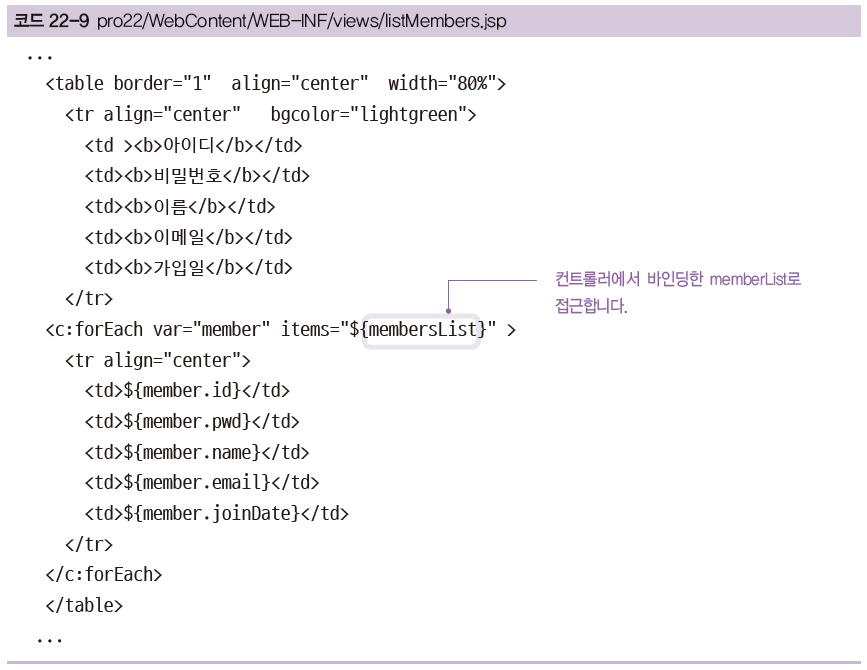 코드 22-9 pro22/WebContent/WEB-INF/views/listMembers.jsp
...
<table border="1"  align="center"  width="80%">
<tr align="center"   bgcolor="lightgreen">
<td ><b>아이디</b></td>
<td><b>비밀번호</b></td>
<td><b>이름</b></td>
<td><b>이메일</b></td>
<td><b>가입일</b></td>
</tr>
컨트롤러에서 바인딩한 memberList로
접근합니다.
<c:forEach var="member" items="${membersList}" >
<tr align="center">
<td>${member.id}</td>
<td>${member.pwd}</td>
<td>${member.name}</td>
<td>${member.email}</td>
<td>${member.joinDate}</td>
</tr>
</c:forEach>
</table>
...